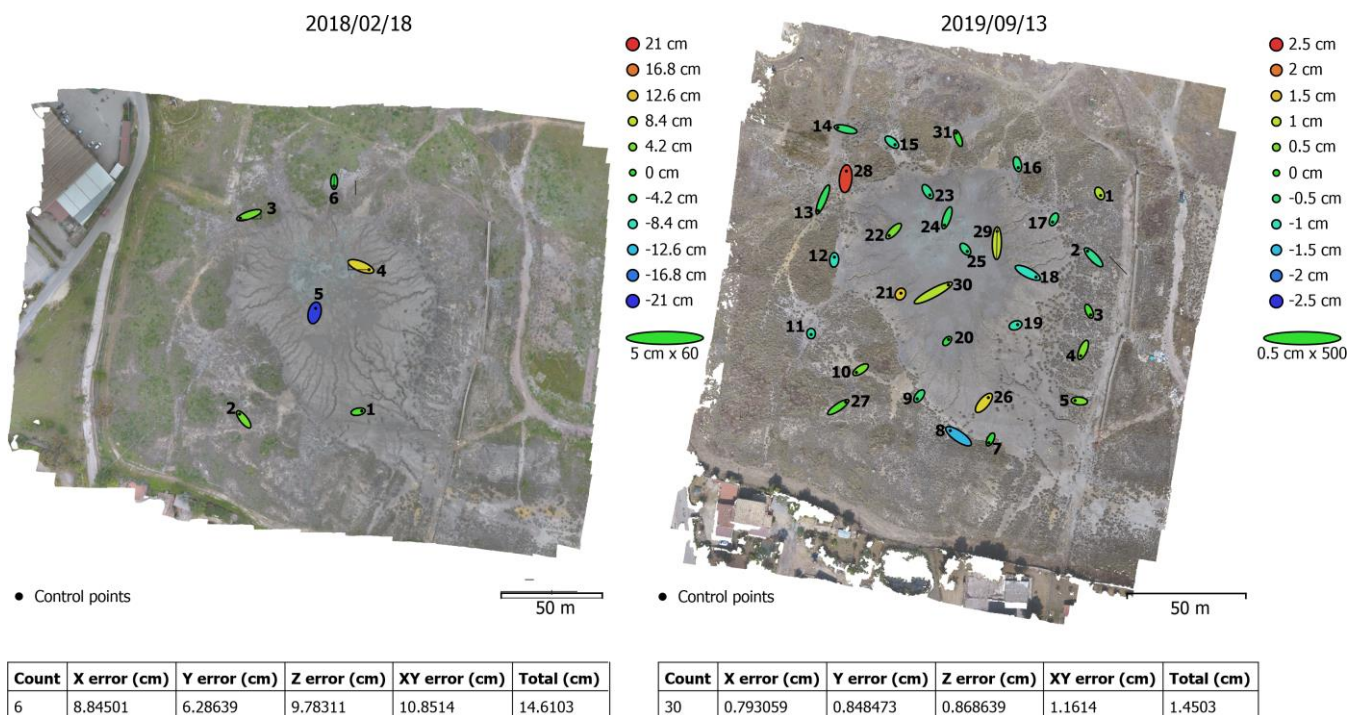 2018/02/18
21 cm
16.8 cm
12.6 cm
8.4 cm
4.2 cm
0 cm
-4.2 cm
-8.4 cm
-12.6 cm
-16.8 cm
-21 cm
5 cm x 60
6
3
4
5
2
1
● Control points
50 m
Count X error (cm) Y error (cm) Z error (cm) XY error (cm) Total (cm)
6 8.84501 6.28639 9.78311 10.8514 14.6103
2019/09/13
2.5 cm
2 cm
1.5 cm
1 cm
0.5 cm
0 cm
-0.5 cm
-1 cm
-1.5 cm
-2 cm
-2.5 cm
0.5 cm x 500
14
15
31
16
28
23
1
13
24
17
22
29
2
12
25
18
21
30
3
11
19
20
4
10
27
9
26
5
8
7
● Control points
50 m
Count X error (cm) Y error (cm) Z error (cm) XY error (cm) Total (cm)
30 0.793059 0.848473 0.868639 1.1614 1.4503